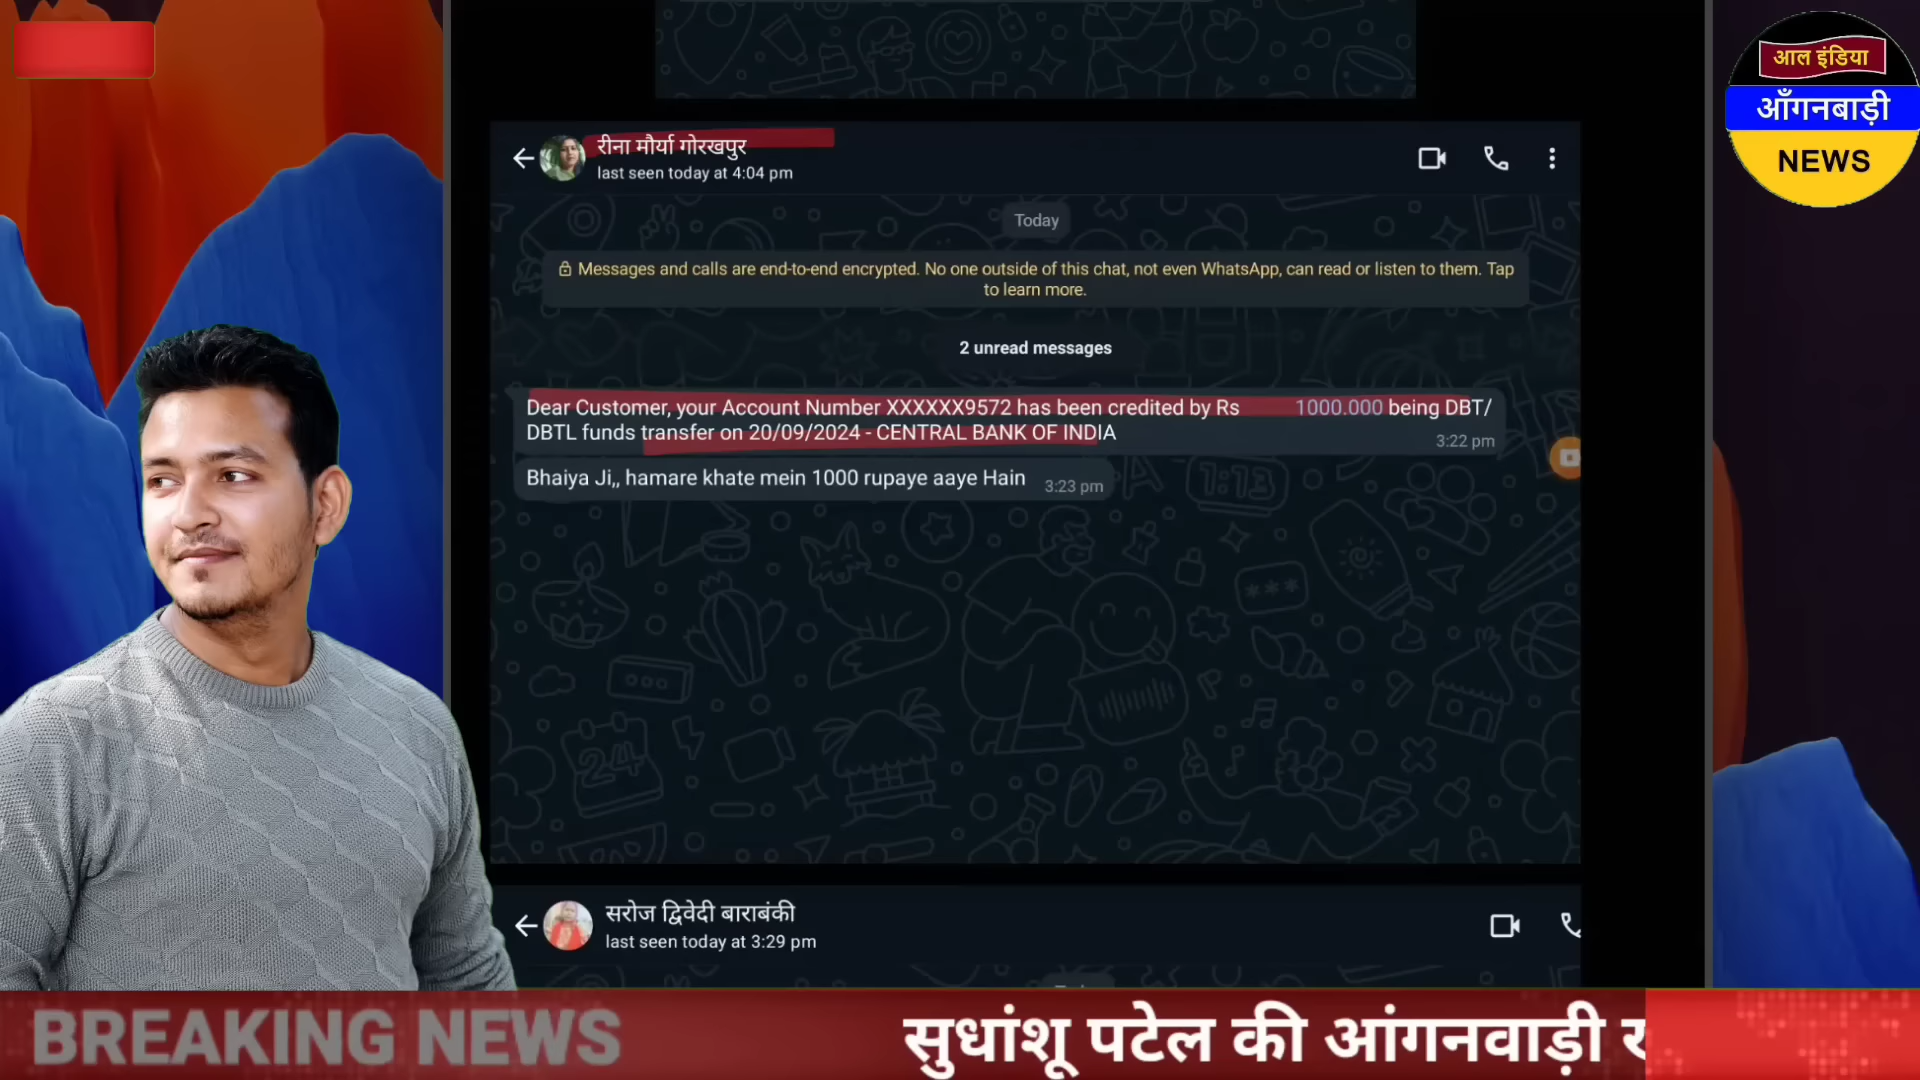 आल इंडिया
आँगनबाड़ी
NEWS
रीना मौर्या गोरखपुर
last seen today at 4:04 pm
Today
Messages and calls are end-to-end encrypted. No one outside of this chat, not even WhatsApp, can read or listen to them. Tap
to learn more.
2 unread messages
Dear Customer, your Account Number XXXXXX9572 has been credited by Rs 1000.000 being DBT/
DBTL funds transfer on 20/09/2024 - CENTRAL BANK OF INDIA
3:22 pm
Bhaiya Ji,, hamare khate mein 1000 rupaye aaye Hain
3:23 pm
सरोज द्विवेदी बाराबंकी
last seen today at 3:29 pm
BREAKING NEWS
सुधांशू पटेल की आंगनवाड़ी